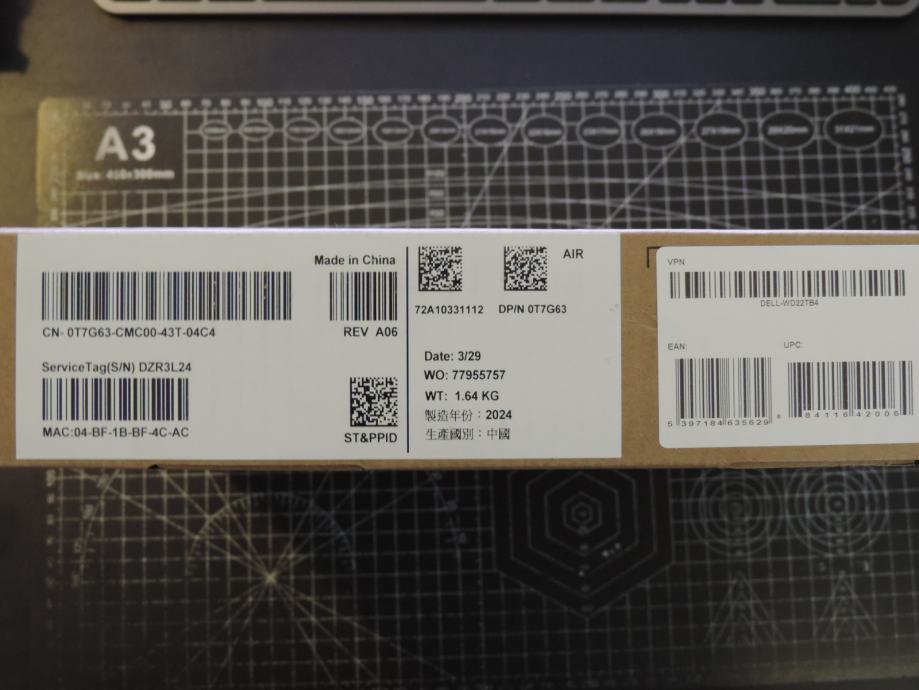 A3
Size: 450x300mm
Made in China
CN- 0T7G63-CMC00-43T-04C4
REV A06
ServiceTag(S/N) DZR3L24
MAC:04-BF-1B-BF-4C-AC
ST&PPID
AIR
72A10331112
DP/N 0T7G63
Date: 3/29
WO: 77955757
WT: 1.64 KG
製造年份：2024
生產國別：中國
VPN
DELL-WD22TB4
EAN:
UPC:
5 397184 635629
8 84116 42006